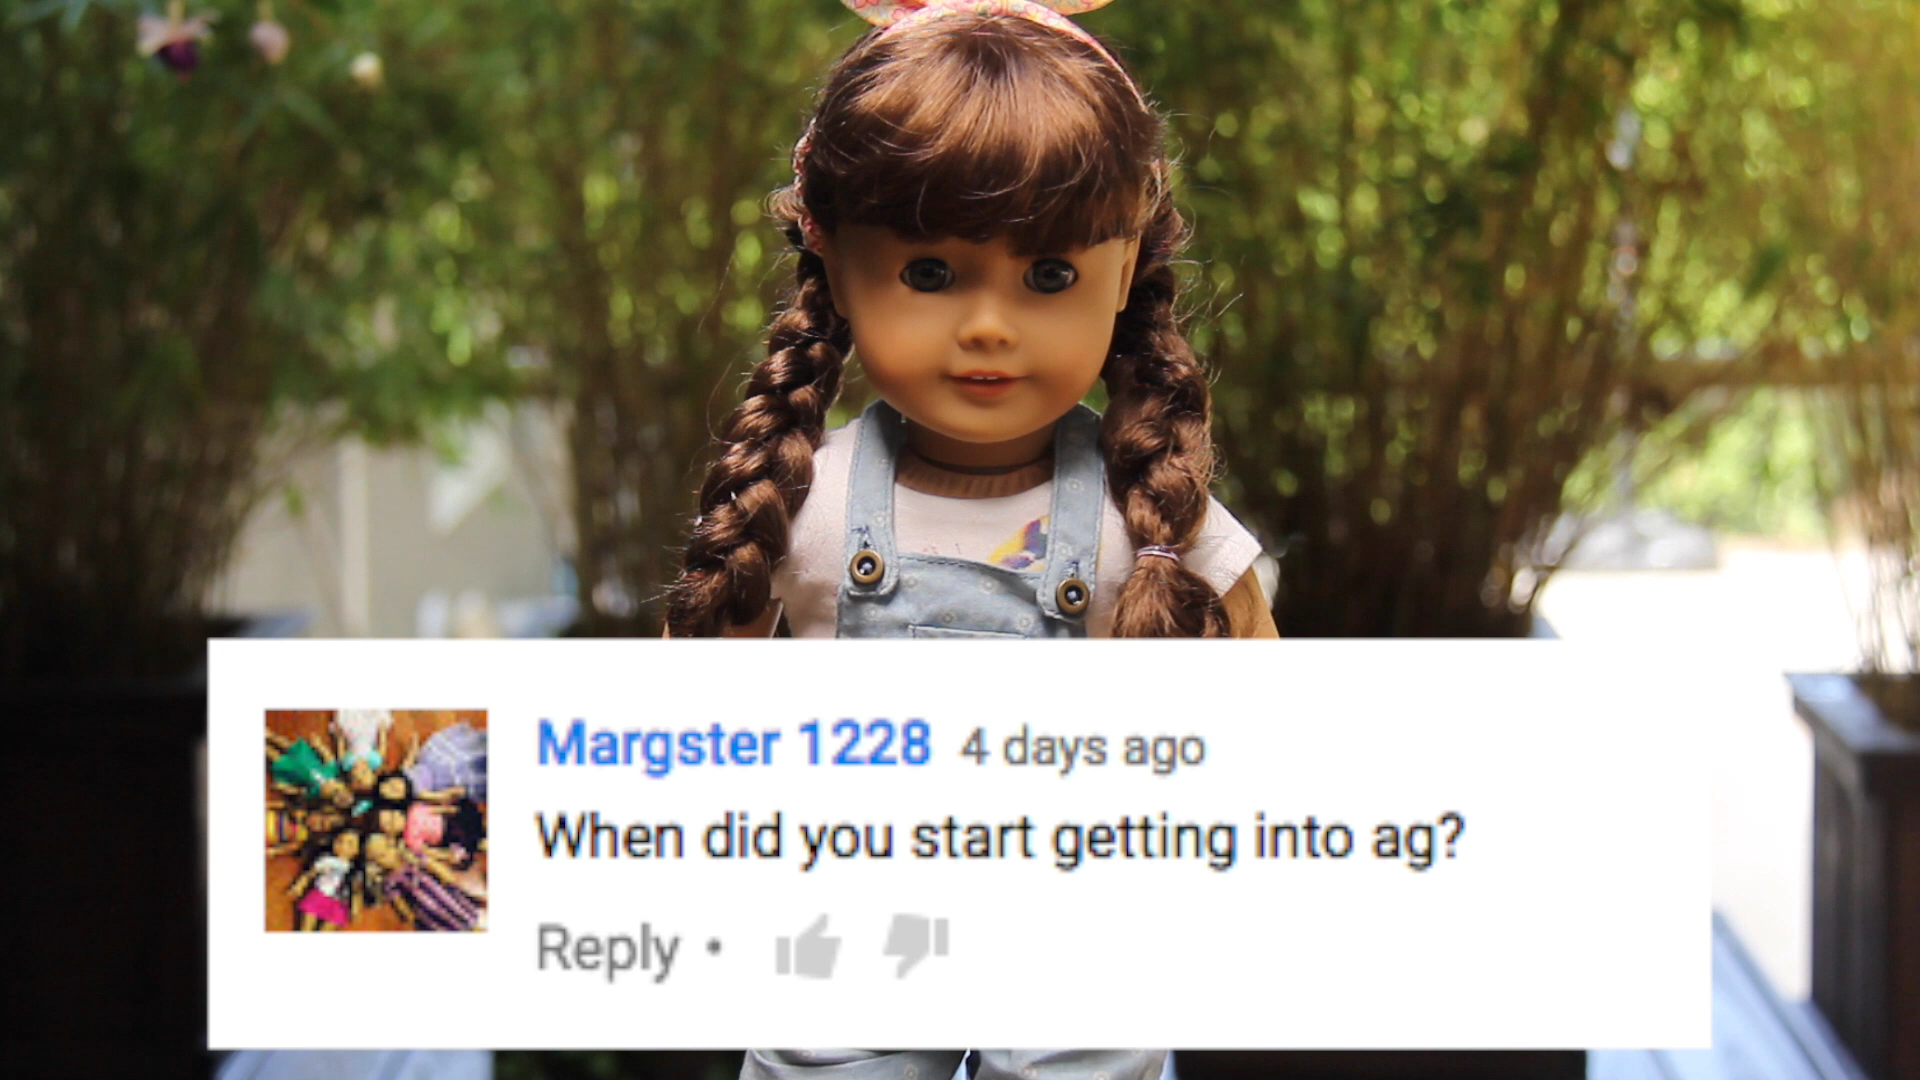 Margster 1228 4 days ago
When did you start getting into ag?
Reply •